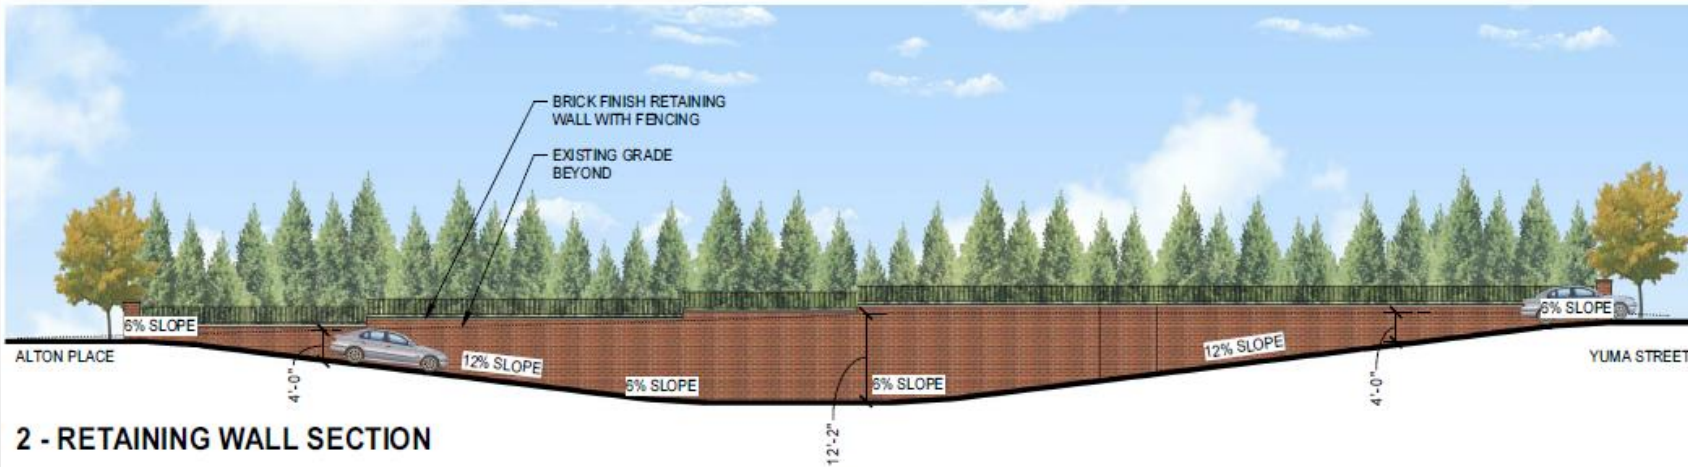 BRICK FINISH RETAINING
WALL WITH FENCING
EXISTING GRADE
BEYOND
6% SLOPE
6% SLOPE
ALTON PLACE
12% SLOPE
12% SLOPE
YUMA STREET
4'-0"
6% SLOPE
6% SLOPE
4'-0"
12'-2"
2 - RETAINING WALL SECTION